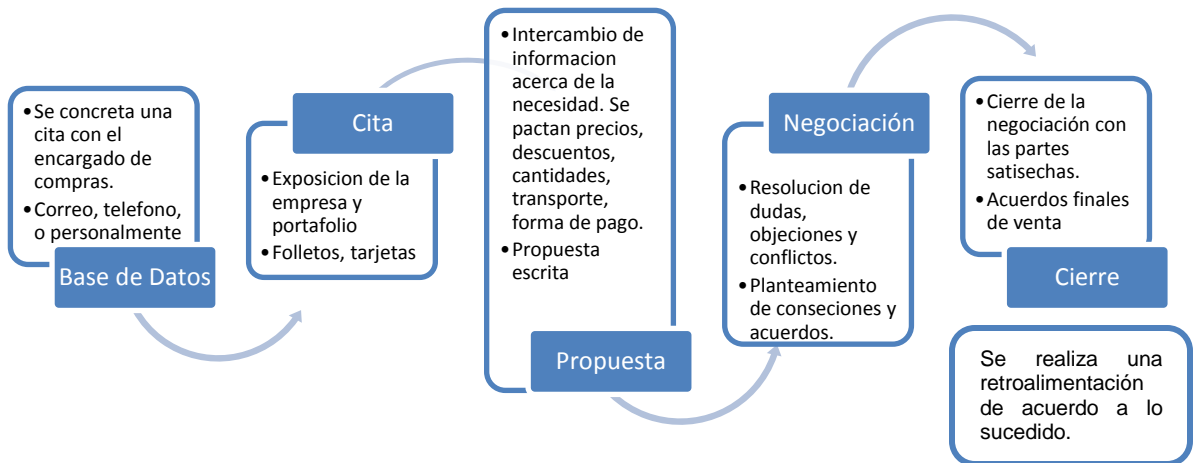 •Se concreta una
cita con el
encargado de
compras.
•Correo, telefono,
o personalmente
Base de Datos
Cita
•Exposicion de la
empresa y
portafolio
•Folletos, tarjetas
•Intercambio de
informacion
acerca de la
necesidad. Se
pactan precios,
descuentos,
cantidades,
transporte,
forma de pago.
•Propuesta
escrita
Propuesta
Negociación
•Resolucion de
dudas,
objeciones y
conflictos.
•Planteamiento
de conseciones y
acuerdos.
•Cierre de la
negociación con
las partes
satisechas.
•Acuerdos finales
de venta
Cierre
Se realiza una
retroalimentación
de acuerdo a lo
sucedido.